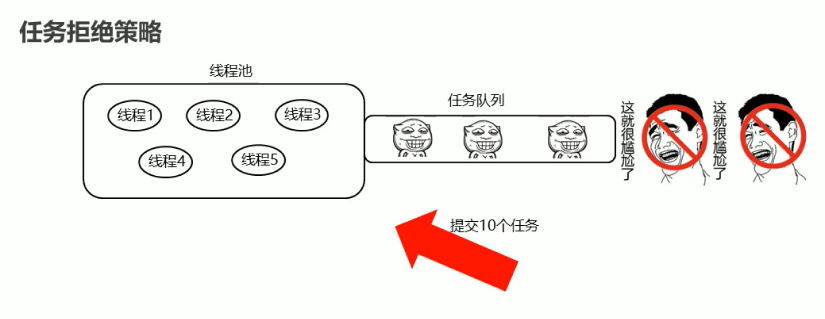 任务拒绝策略
线程池
线程1
线程2
线程3
线程4
线程5
任务队列
这就很尴尬了
这就很尴尬了
提交10个任务